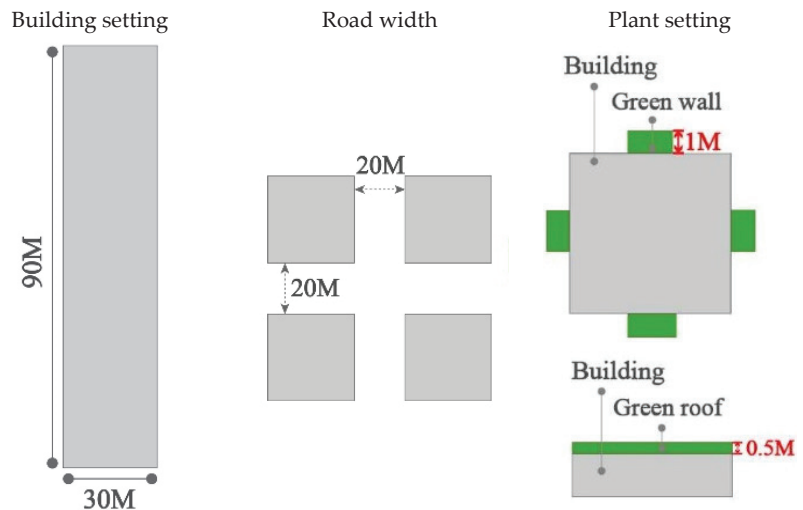 Building setting
Road width
Plant setting
90M
30M
20M
20M
Building
Green wall
1M
Building
Green roof
0.5M